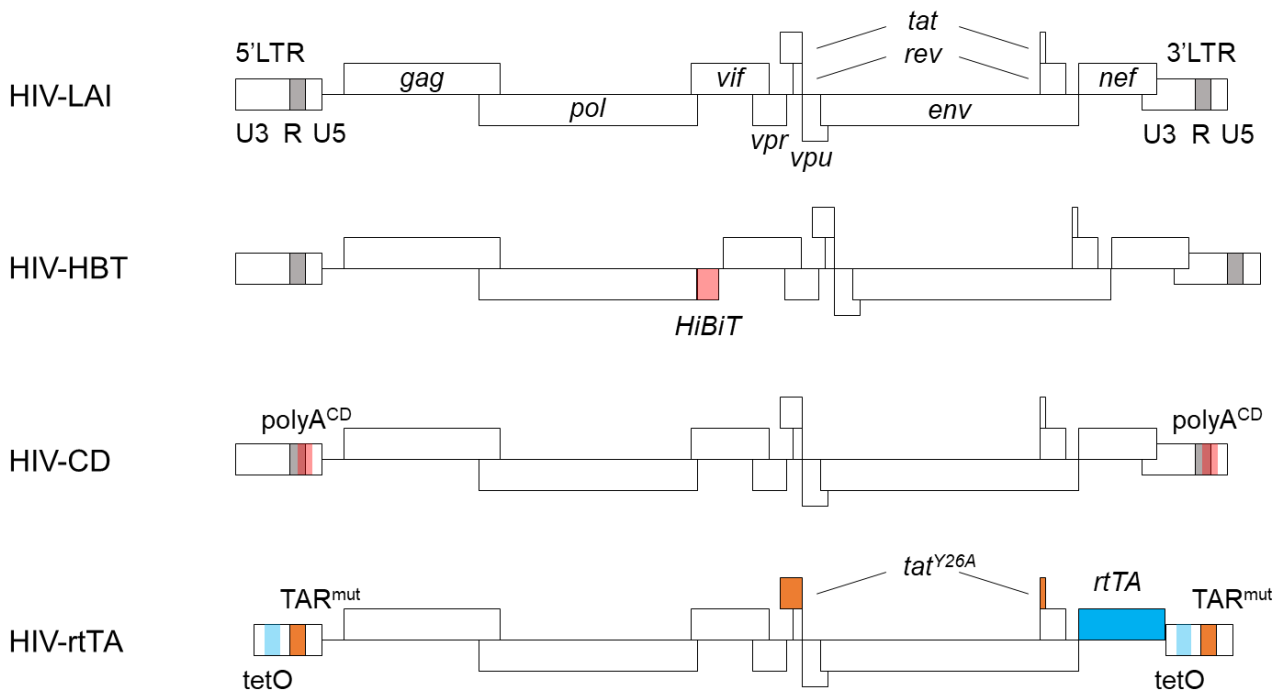 tat
5'LTR
rev
3'LTR
HIV-LAI
gag
vif
nef
pol
env
U3 R U5
vpr
vpu
U3 R U5
HIV-HBT
HiBiT
polyA^CD
polyA^CD
HIV-CD
tat^Y26A
rtTA
TAR^mut
TAR^mut
HIV-rtTA
tetO
tetO